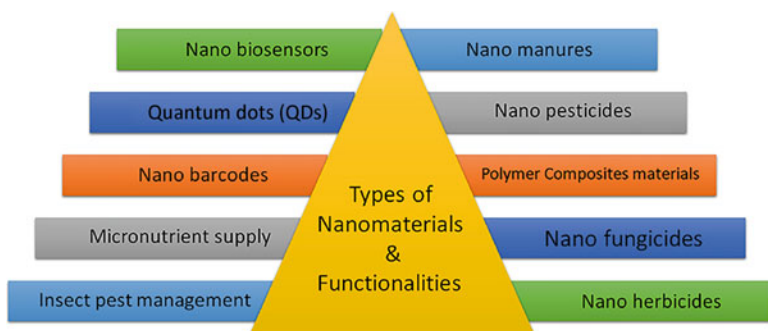 Nano biosensors
Nano manures
Quantum dots (QDs)
Nano pesticides
Nano barcodes
Polymer Composites materials
Types of
Nanomaterials
&
Functionalities
Micronutrient supply
Nano fungicides
Insect pest management
Nano herbicides